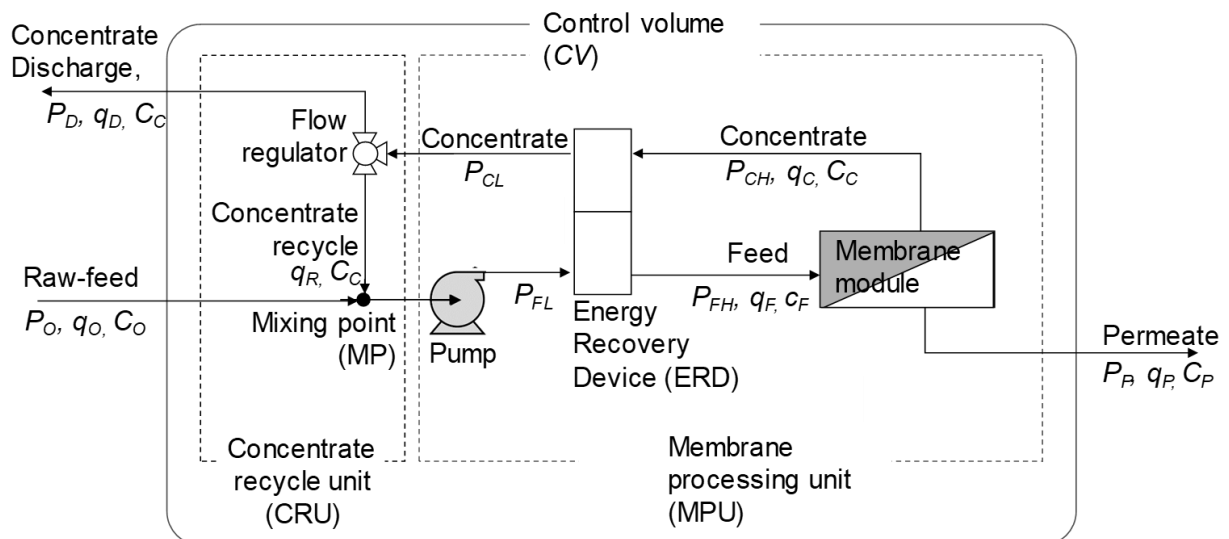 Control volume
(CV)
Concentrate
Discharge,
P_D, q_D, C_C
Flow
regulator
Concentrate
P_CL
Concentrate
P_CH, q_C, C_C
Concentrate
recycle
q_R, C_C
Raw-feed
P_O, q_O, C_O
Mixing point
(MP)
Pump
P_FL
Energy
Recovery
Device (ERD)
Feed
P_FH, q_F, c_F
Membrane
module
Permeate
P_P, q_P, C_P
Concentrate
recycle unit
(CRU)
Membrane
processing unit
(MPU)